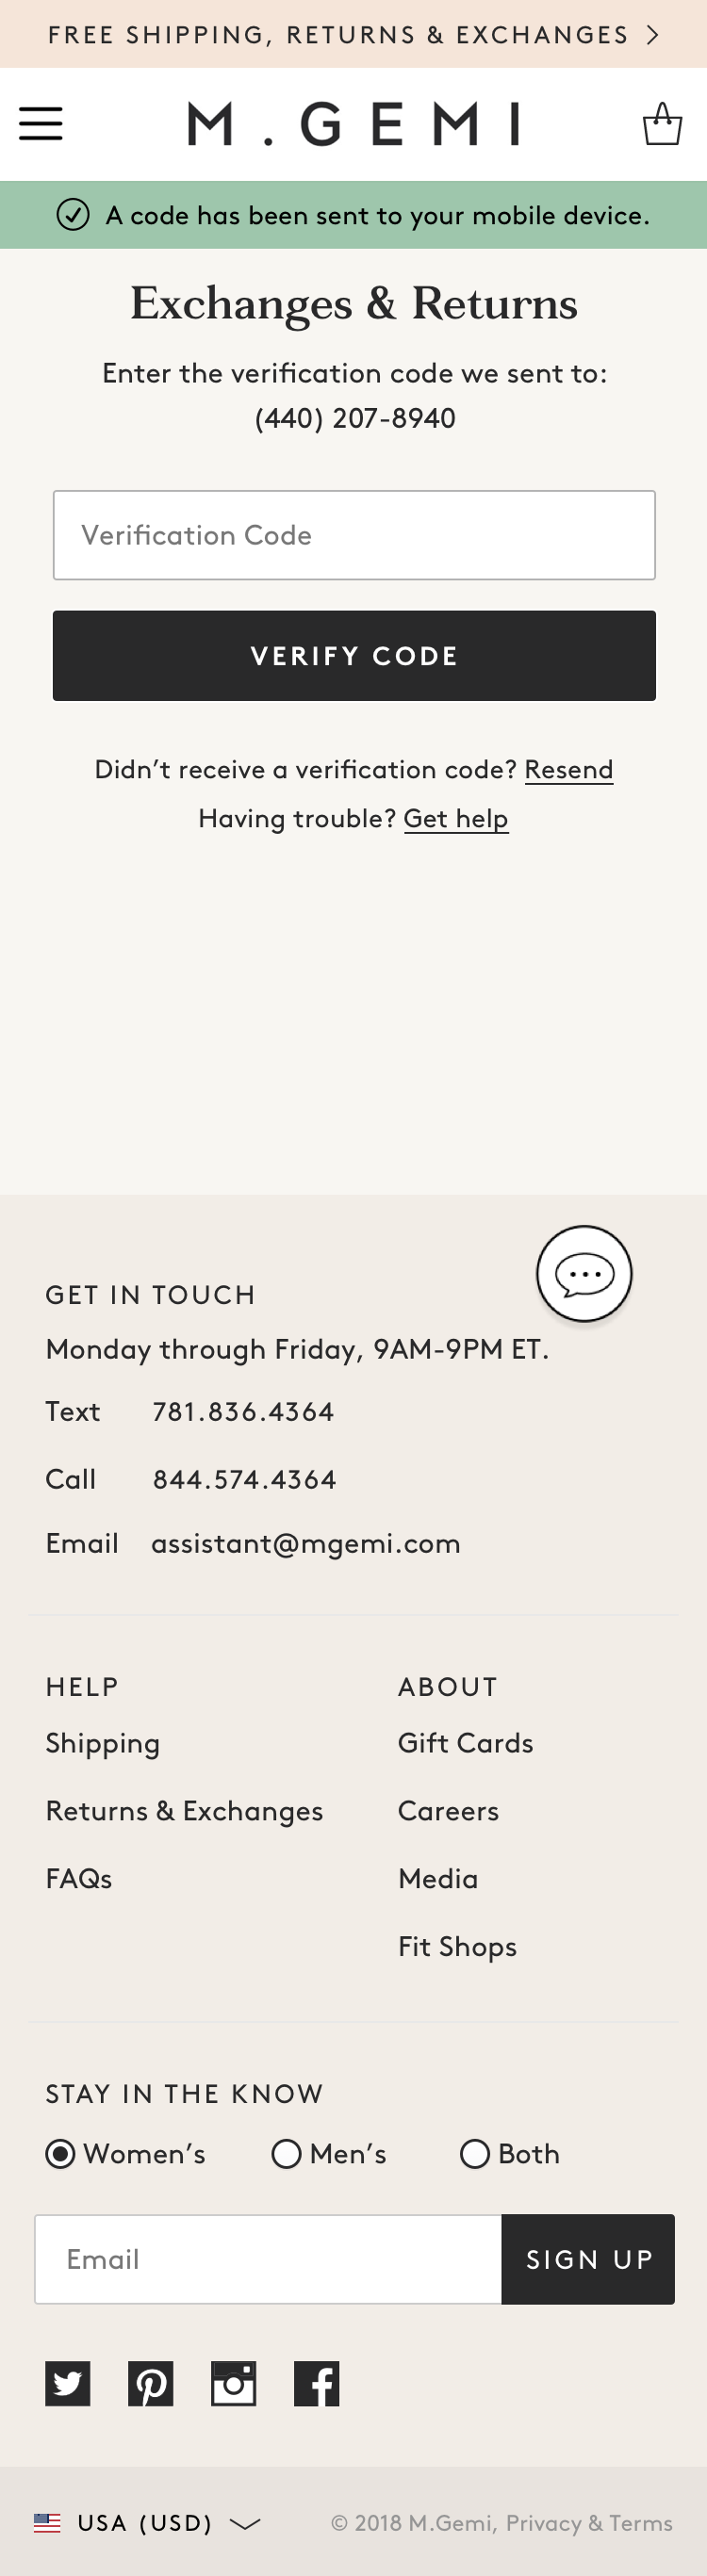 FREE SHIPPING, RETURNS & EXCHANGES
M.GEMI
A code has been sent to your mobile device.
Exchanges & Returns
Enter the verification code we sent to:
(440) 207-8940
Verification Code
VERIFY CODE
Didn’t receive a verification code? Resend
Having trouble? Get help
GET IN TOUCH
Monday through Friday, 9AM-9PM ET.
Text 781.836.4364
Call 844.574.4364
Email assistant@mgemi.com
HELP
Shipping
Returns & Exchanges
FAQs
ABOUT
Gift Cards
Careers
Media
Fit Shops
STAY IN THE KNOW
Women’s Men’s Both
Email SIGN UP
USA (USD) © 2018 M.Gemi, Privacy & Terms